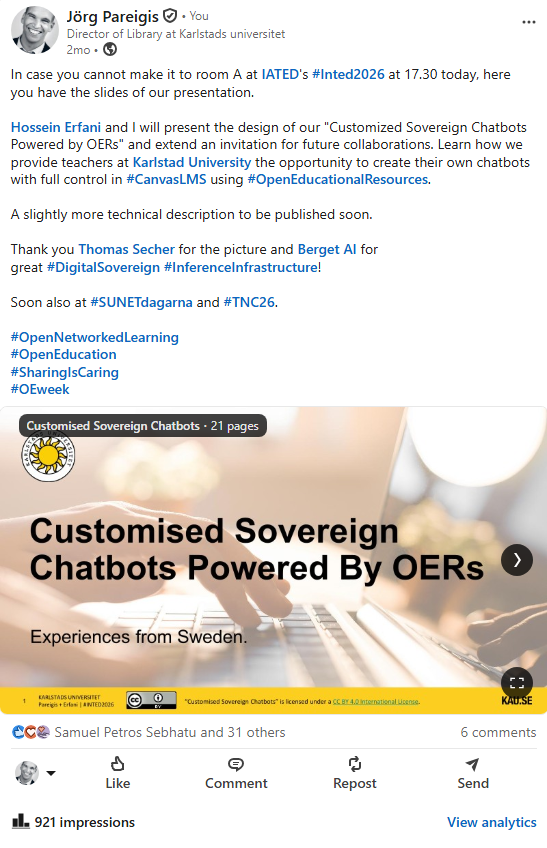 Jörg Pareigis • You
Director of Library at Karlstads universitet
2mo •
In case you cannot make it to room A at IATED's #Inted2026 at 17.30 today, here
you have the slides of our presentation.
Hossein Erfani and I will present the design of our "Customized Sovereign Chatbots
Powered by OERs" and extend an invitation for future collaborations. Learn how we
provide teachers at Karlstad University the opportunity to create their own chatbots
with full control in #CanvasLMS using #OpenEducationalResources.
A slightly more technical description to be published soon.
Thank you Thomas Secher for the picture and Berget AI for
great #DigitalSovereign #InferenceInfrastructure!
Soon also at #SUNETdagarna and #TNC26.
#OpenNetworkedLearning
#OpenEducation
#SharingIsCaring
#OEweek
Customised Sovereign Chatbots · 21 pages
Customised Sovereign
Chatbots Powered By OERs
Experiences from Sweden.
1
KARLSTADS UNIVERSITET
Pareigis + Erfani | #INTED2026
CC BY
"Customised Sovereign Chatbots" is licensed under a CC BY 4.0 International License.
KAU.SE
Samuel Petros Sebhatu and 31 others
6 comments
Like
Comment
Repost
Send
921 impressions
View analytics